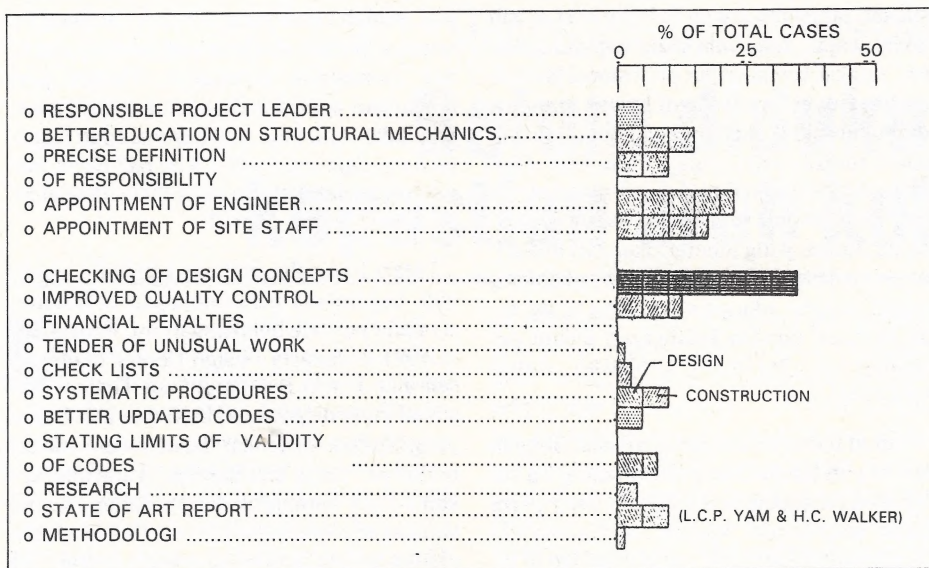 % OF TOTAL CASES
0 25 50
o RESPONSIBLE PROJECT LEADER
o BETTER EDUCATION ON STRUCTURAL MECHANICS
o PRECISE DEFINITION
o OF RESPONSIBILITY
o APPOINTMENT OF ENGINEER
o APPOINTMENT OF SITE STAFF
o CHECKING OF DESIGN CONCEPTS
o IMPROVED QUALITY CONTROL
o FINANCIAL PENALTIES
o TENDER OF UNUSUAL WORK
DESIGN
o CHECK LISTS
o SYSTEMATIC PROCEDURES
CONSTRUCTION
o BETTER UPDATED CODES
o STATING LIMITS OF VALIDITY
o OF CODES
o RESEARCH
o STATE OF ART REPORT
(L.C.P. YAM & H.C. WALKER)
o METHODOLOGI